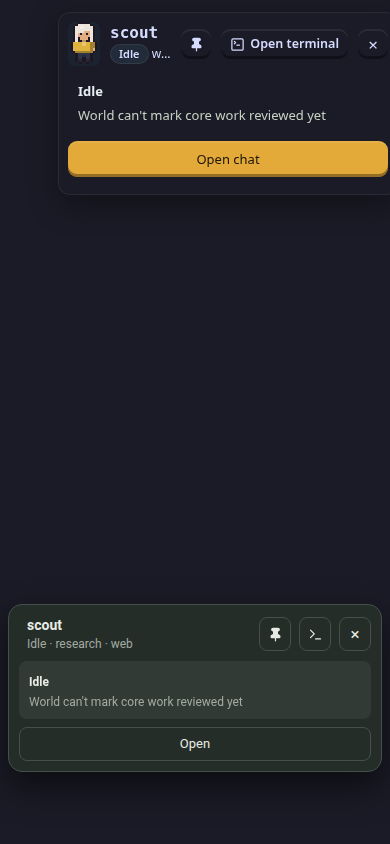 scout
Idle w...
Open terminal
×
Idle
World can't mark core work reviewed yet
Open chat
scout
Idle · research · web
×
Idle
World can't mark core work reviewed yet
Open